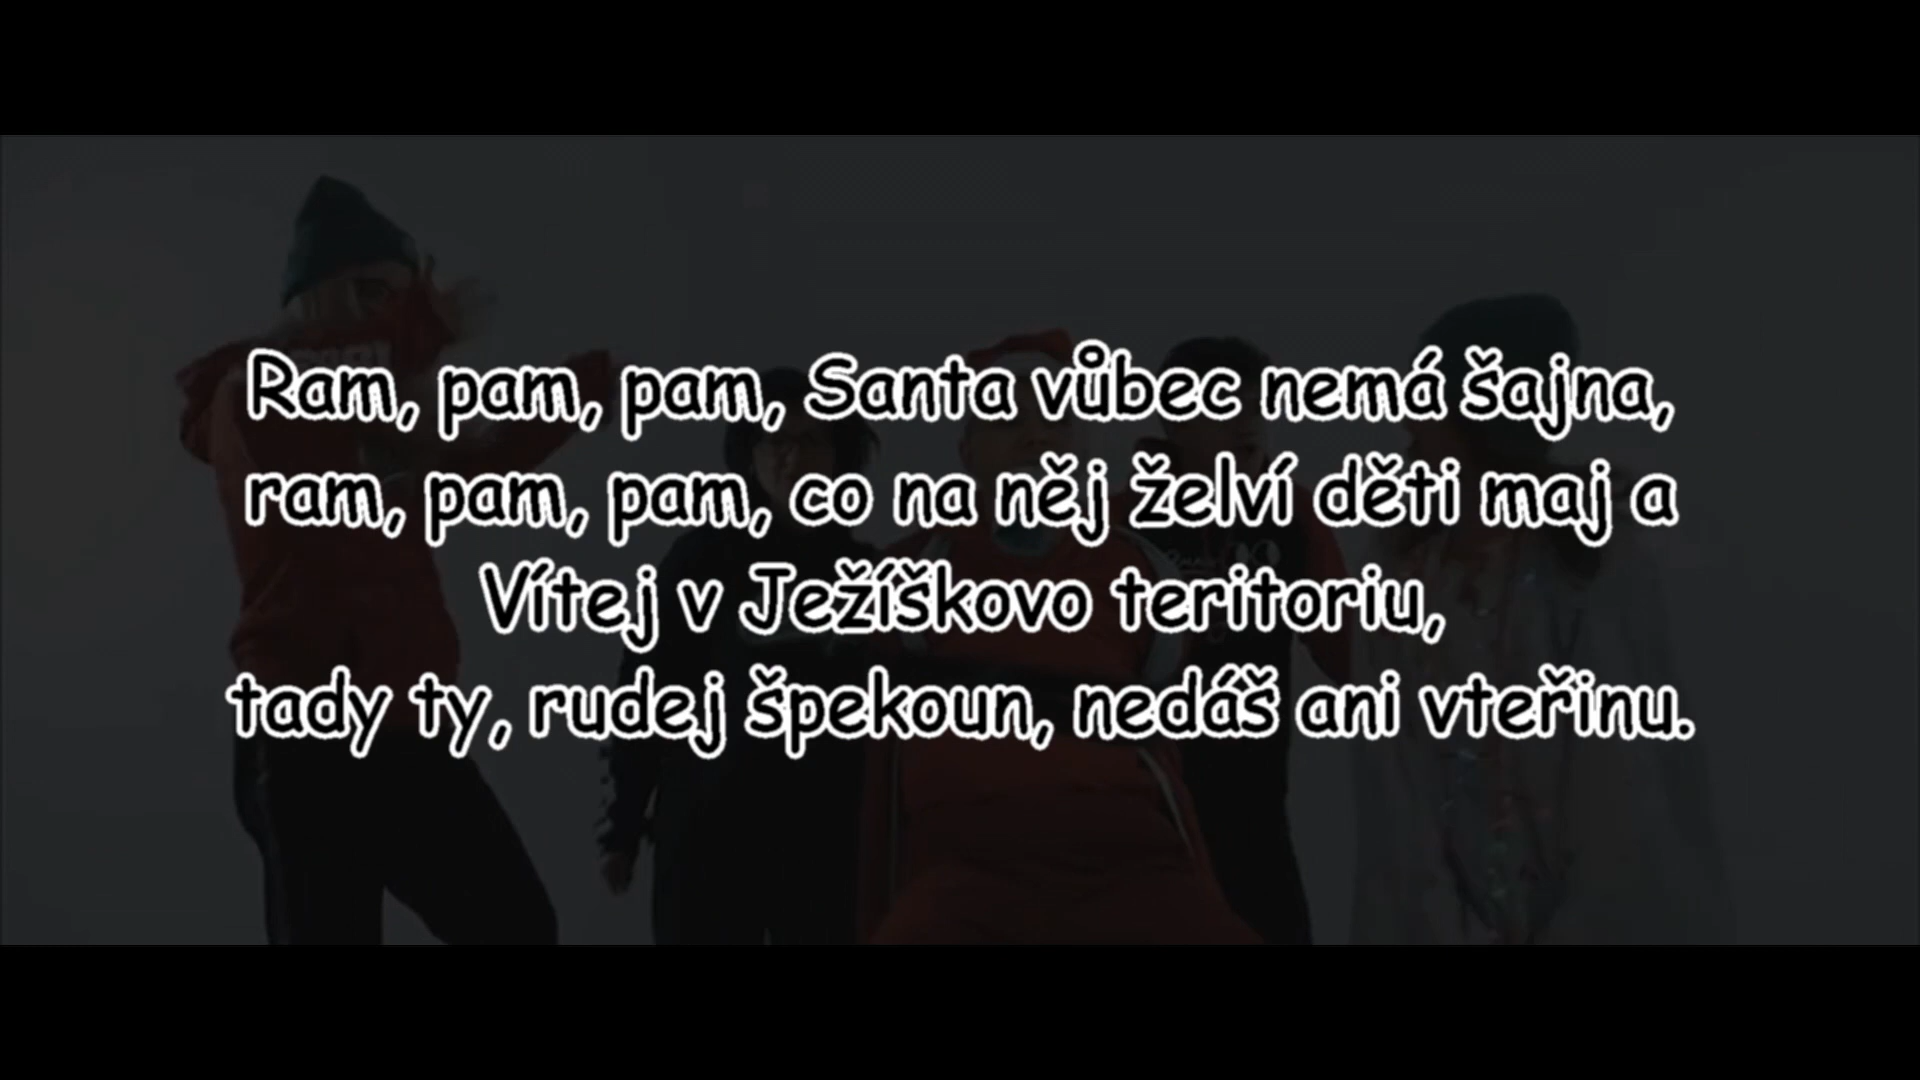 Ram, pam, pam, Santa vůbec nemá šajna,
ram, pam, pam, co na něj želví děti maj a
Vítej v Ježíškovo teritoriu,
tady ty, rudej špekoun, nedáš ani vteřinu.